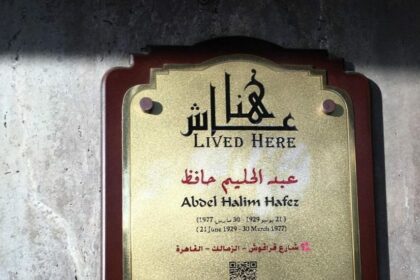 عاش هنا
LIVED HERE
عبد الحليم حافظ
Abdel Halim Hafez
(21 يونيو 1929 - 30 مارس 1977)
(21 June 1929 - 30 March 1977)
شارع قراقوش - الزمالك - القاهرة